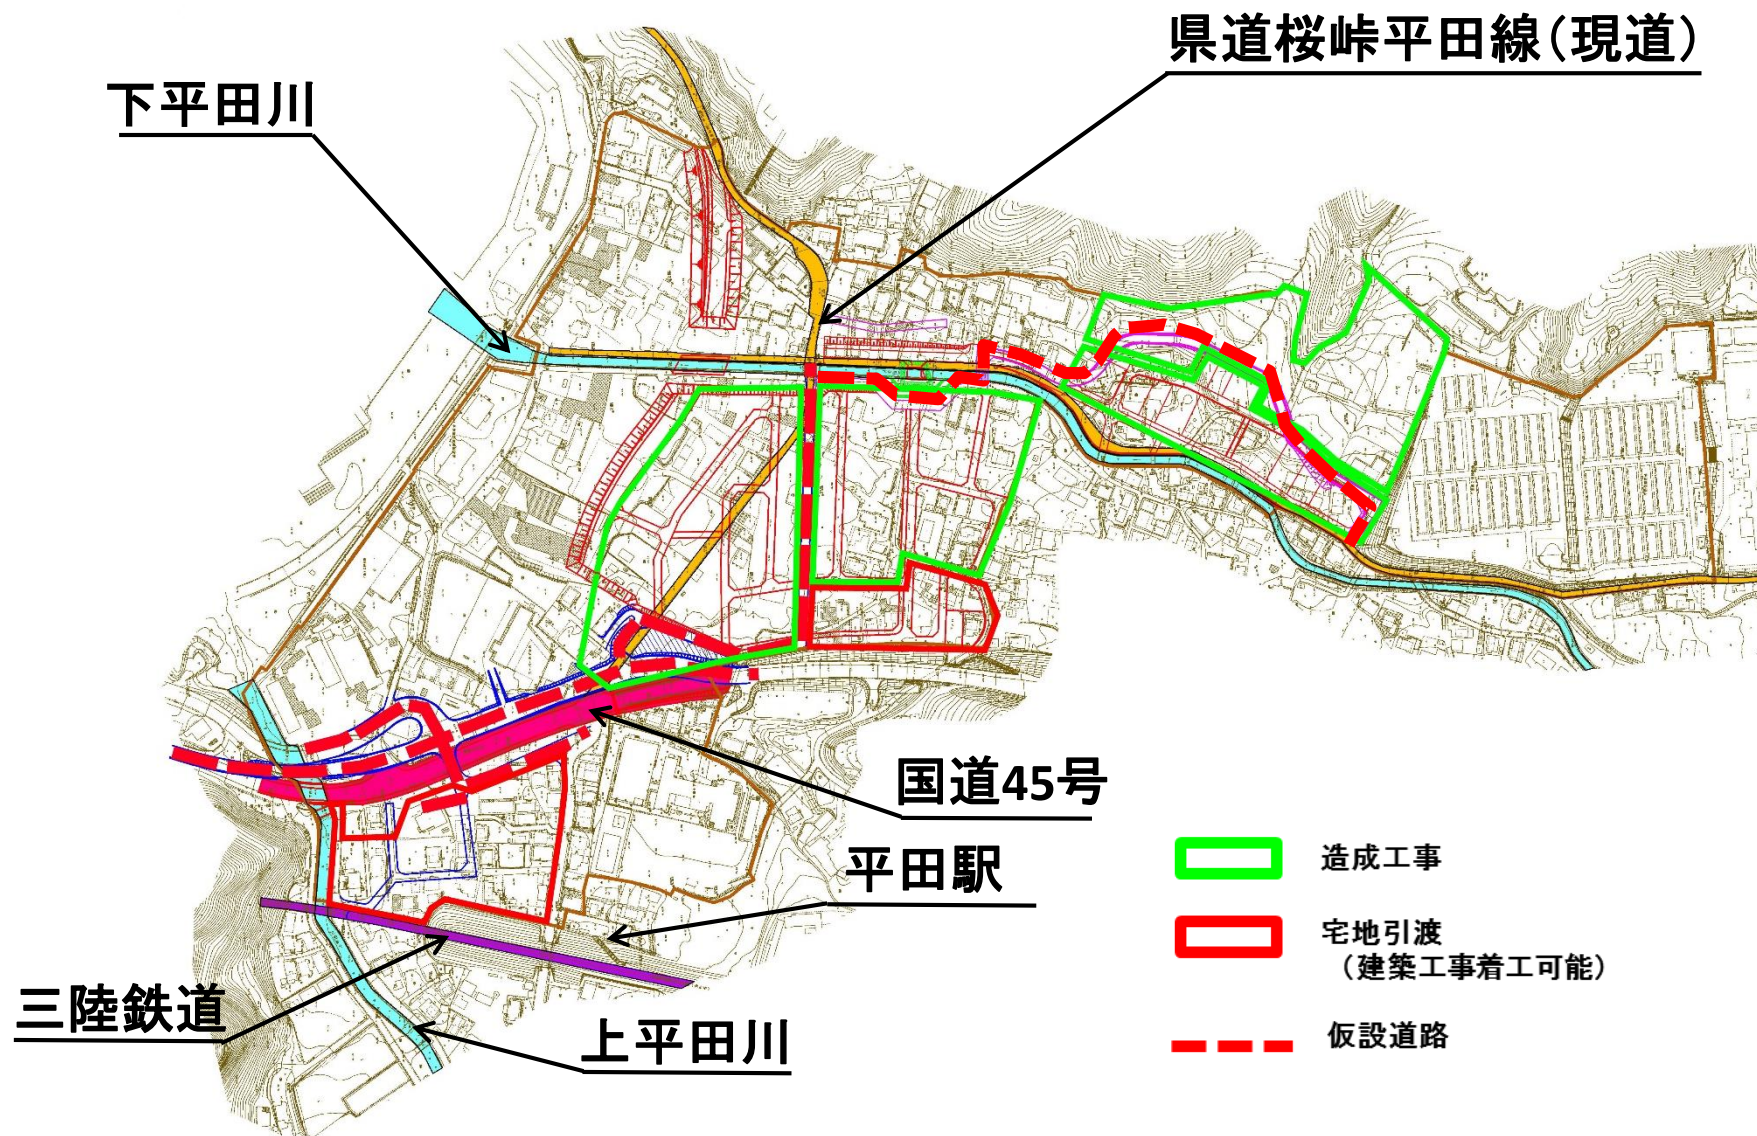 県道桜峠平田線（現道）
下平田川
国道45号
平田駅
三陸鉄道
上平田川
造成工事
宅地引渡
（建築工事着工可能）
仮設道路